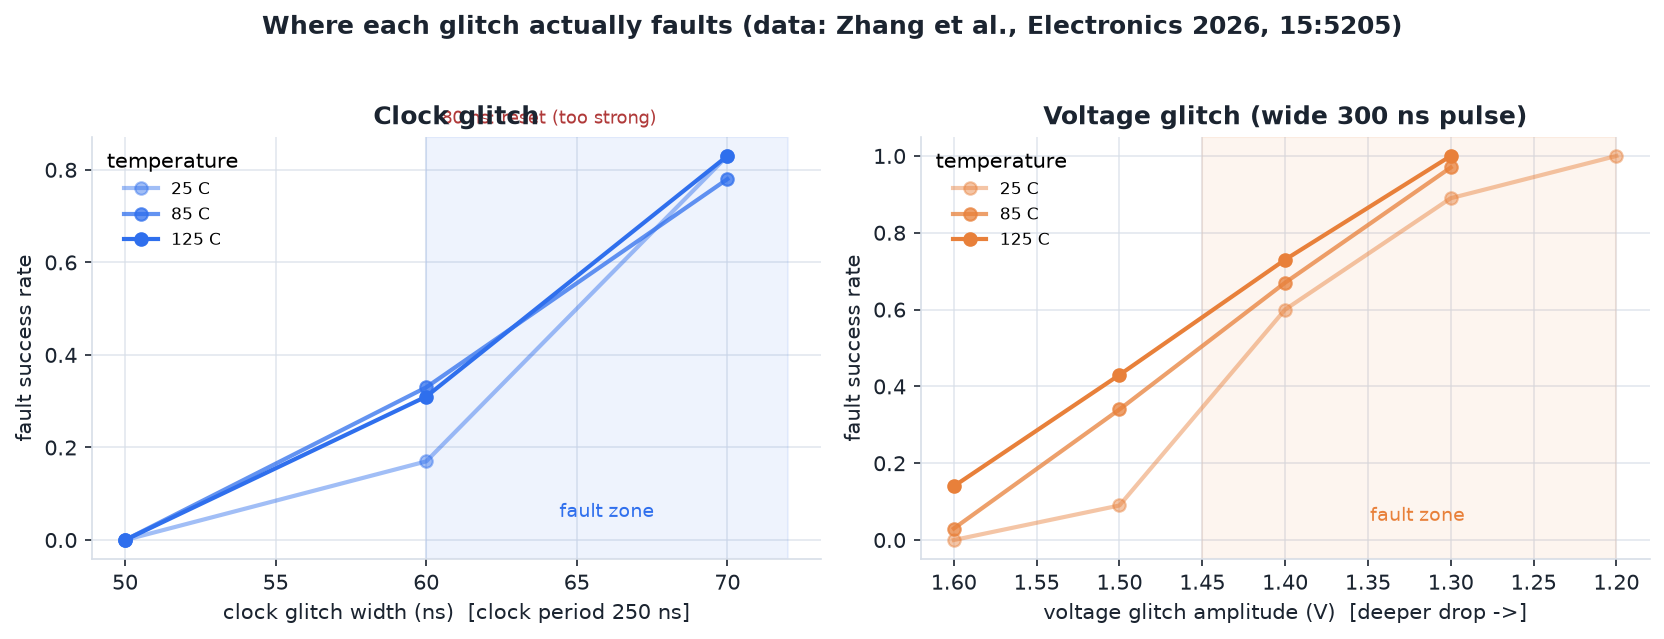 Where each glitch actually faults (data: Zhang et al., Electronics 2026, 15:5205)
Clock glitch
80 ns: reset (too strong)
temperature
25 C
85 C
125 C
fault zone
0.8
0.6
0.4
0.2
0.0
fault success rate
50 55 60 65 70
clock glitch width (ns) [clock period 250 ns]
Voltage glitch (wide 300 ns pulse)
temperature
25 C
85 C
125 C
fault zone
1.0
0.8
0.6
0.4
0.2
0.0
fault success rate
1.60 1.55 1.50 1.45 1.40 1.35 1.30 1.25 1.20
voltage glitch amplitude (V) [deeper drop ->]